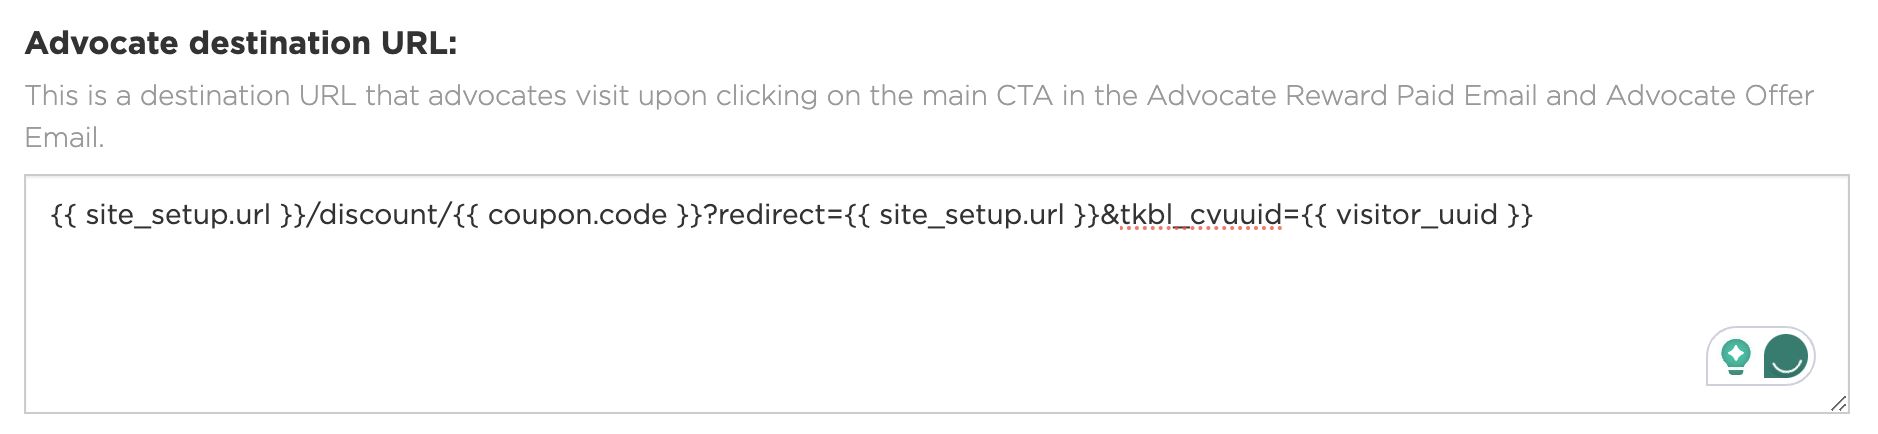 Advocate destination URL:
This is a destination URL that advocates visit upon clicking on the main CTA in the Advocate Reward Paid Email and Advocate Offer
Email.
{{ site_setup.url }}/discount/{{ coupon.code }}?redirect={{ site_setup.url }}&tkbl_cvuuid={{ visitor_uuid }}